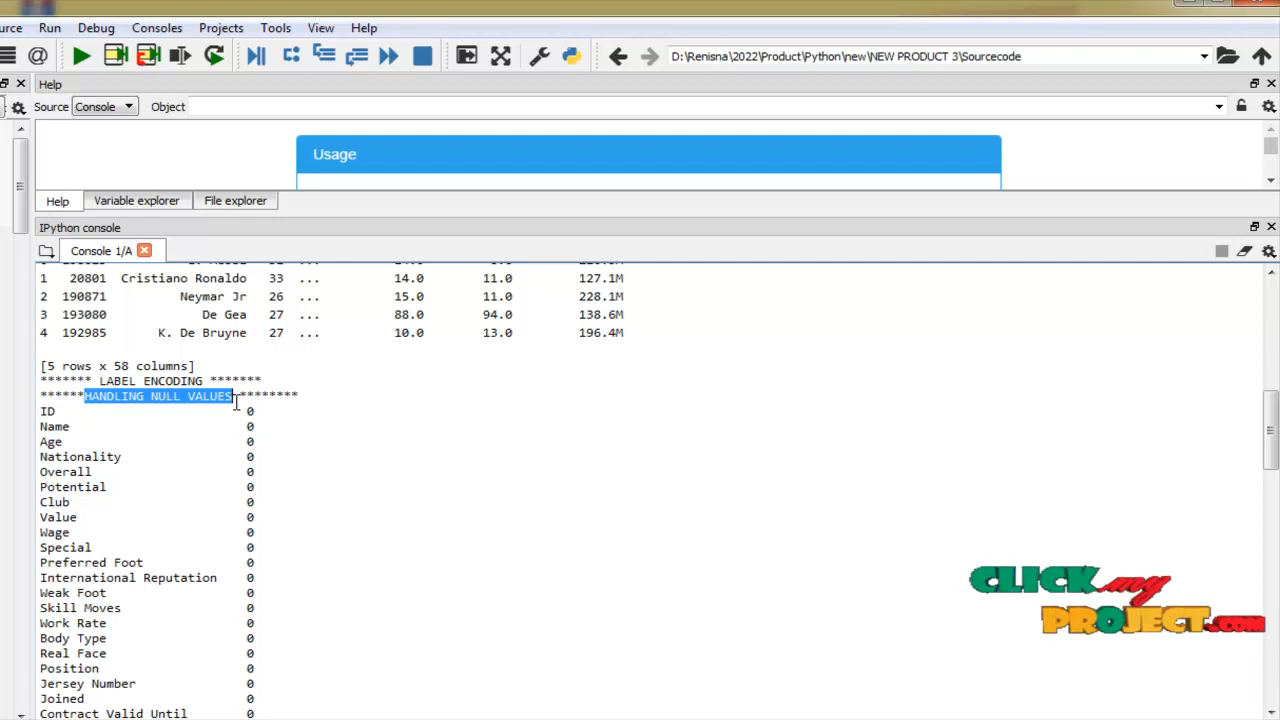 urce Run Debug Consoles Projects Tools View Help
D:\Renisna\2022\Product\Python\new\NEW PRODUCT 3\Sourcecode
Help
Source Console Object
Usage
Help Variable explorer File explorer
IPython console
Console 1/A
1 20801 Cristiano Ronaldo 33 ... 14.0 11.0 127.1M
2 190871 Neymar Jr 26 ... 15.0 11.0 228.1M
3 193080 De Gea 27 ... 88.0 94.0 138.6M
4 192985 K. De Bruyne 27 ... 10.0 13.0 196.4M
[5 rows x 58 columns]
******* LABEL ENCODING *******
******HANDLING NULL VALUES ********
ID 0
Name 0
Age 0
Nationality 0
Overall 0
Potential 0
Club 0
Value 0
Wage 0
Special 0
Preferred Foot 0
International Reputation 0
Weak Foot 0
Skill Moves 0
Work Rate 0
Body Type 0
Real Face 0
Position 0
Jersey Number 0
Joined 0
Contract Valid Until 0
CLICK my
PROJECT.com